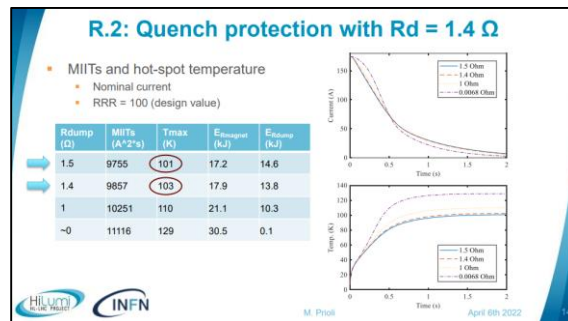 R.2: Quench protection with Rd = 1.4 Ω
MIITs and hot-spot temperature
Nominal current
RRR = 100 (design value)
Rdump (Ω) MIITs (A^2*s) Tmax (K) ERmagnet (kJ) ERdump (kJ)
1.5 9755 101 17.2 14.6
1.4 9857 103 17.9 13.8
1 10251 110 21.1 10.3
~0 11116 129 30.5 0.1
Current (A)
150
100
50
0
1.5 Ohm
1.4 Ohm
1 Ohm
0.0068 Ohm
0 0.5 1 1.5 2
Time (s)
Temp. (K)
140
120
100
80
60
40
20
0
1.5 Ohm
1.4 Ohm
1 Ohm
0.0068 Ohm
0 0.5 1 1.5 2
Time (s)
HiLumi
HL-LHC PROJECT
INFN
M. Prioli
April 6th 2022